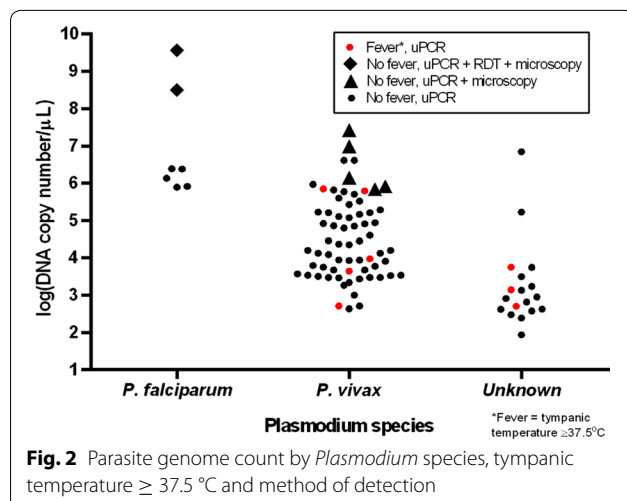 10
9
8
7
6
5
4
3
2
1
log(DNA copy number/µL)
Fever*, uPCR
No fever, uPCR + RDT + microscopy
No fever, uPCR + microscopy
No fever, uPCR
P. falciparum
P. vivax
Unknown
Plasmodium species
*Fever = tympanic
temperature ≥37.5°C
Fig. 2 Parasite genome count by Plasmodium species, tympanic
temperature ≥ 37.5 °C and method of detection